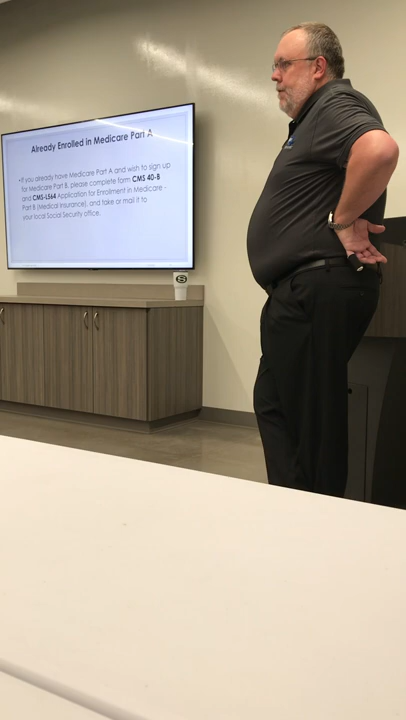 Already Enrolled in Medicare Part A
•If you already have Medicare Part A and wish to sign up
for Medicare Part B, please complete form CMS 40-B
and CMS-L564 Application for Enrollment in Medicare -
Part B (Medical Insurance), and take or mail it to
your local Social Security office.